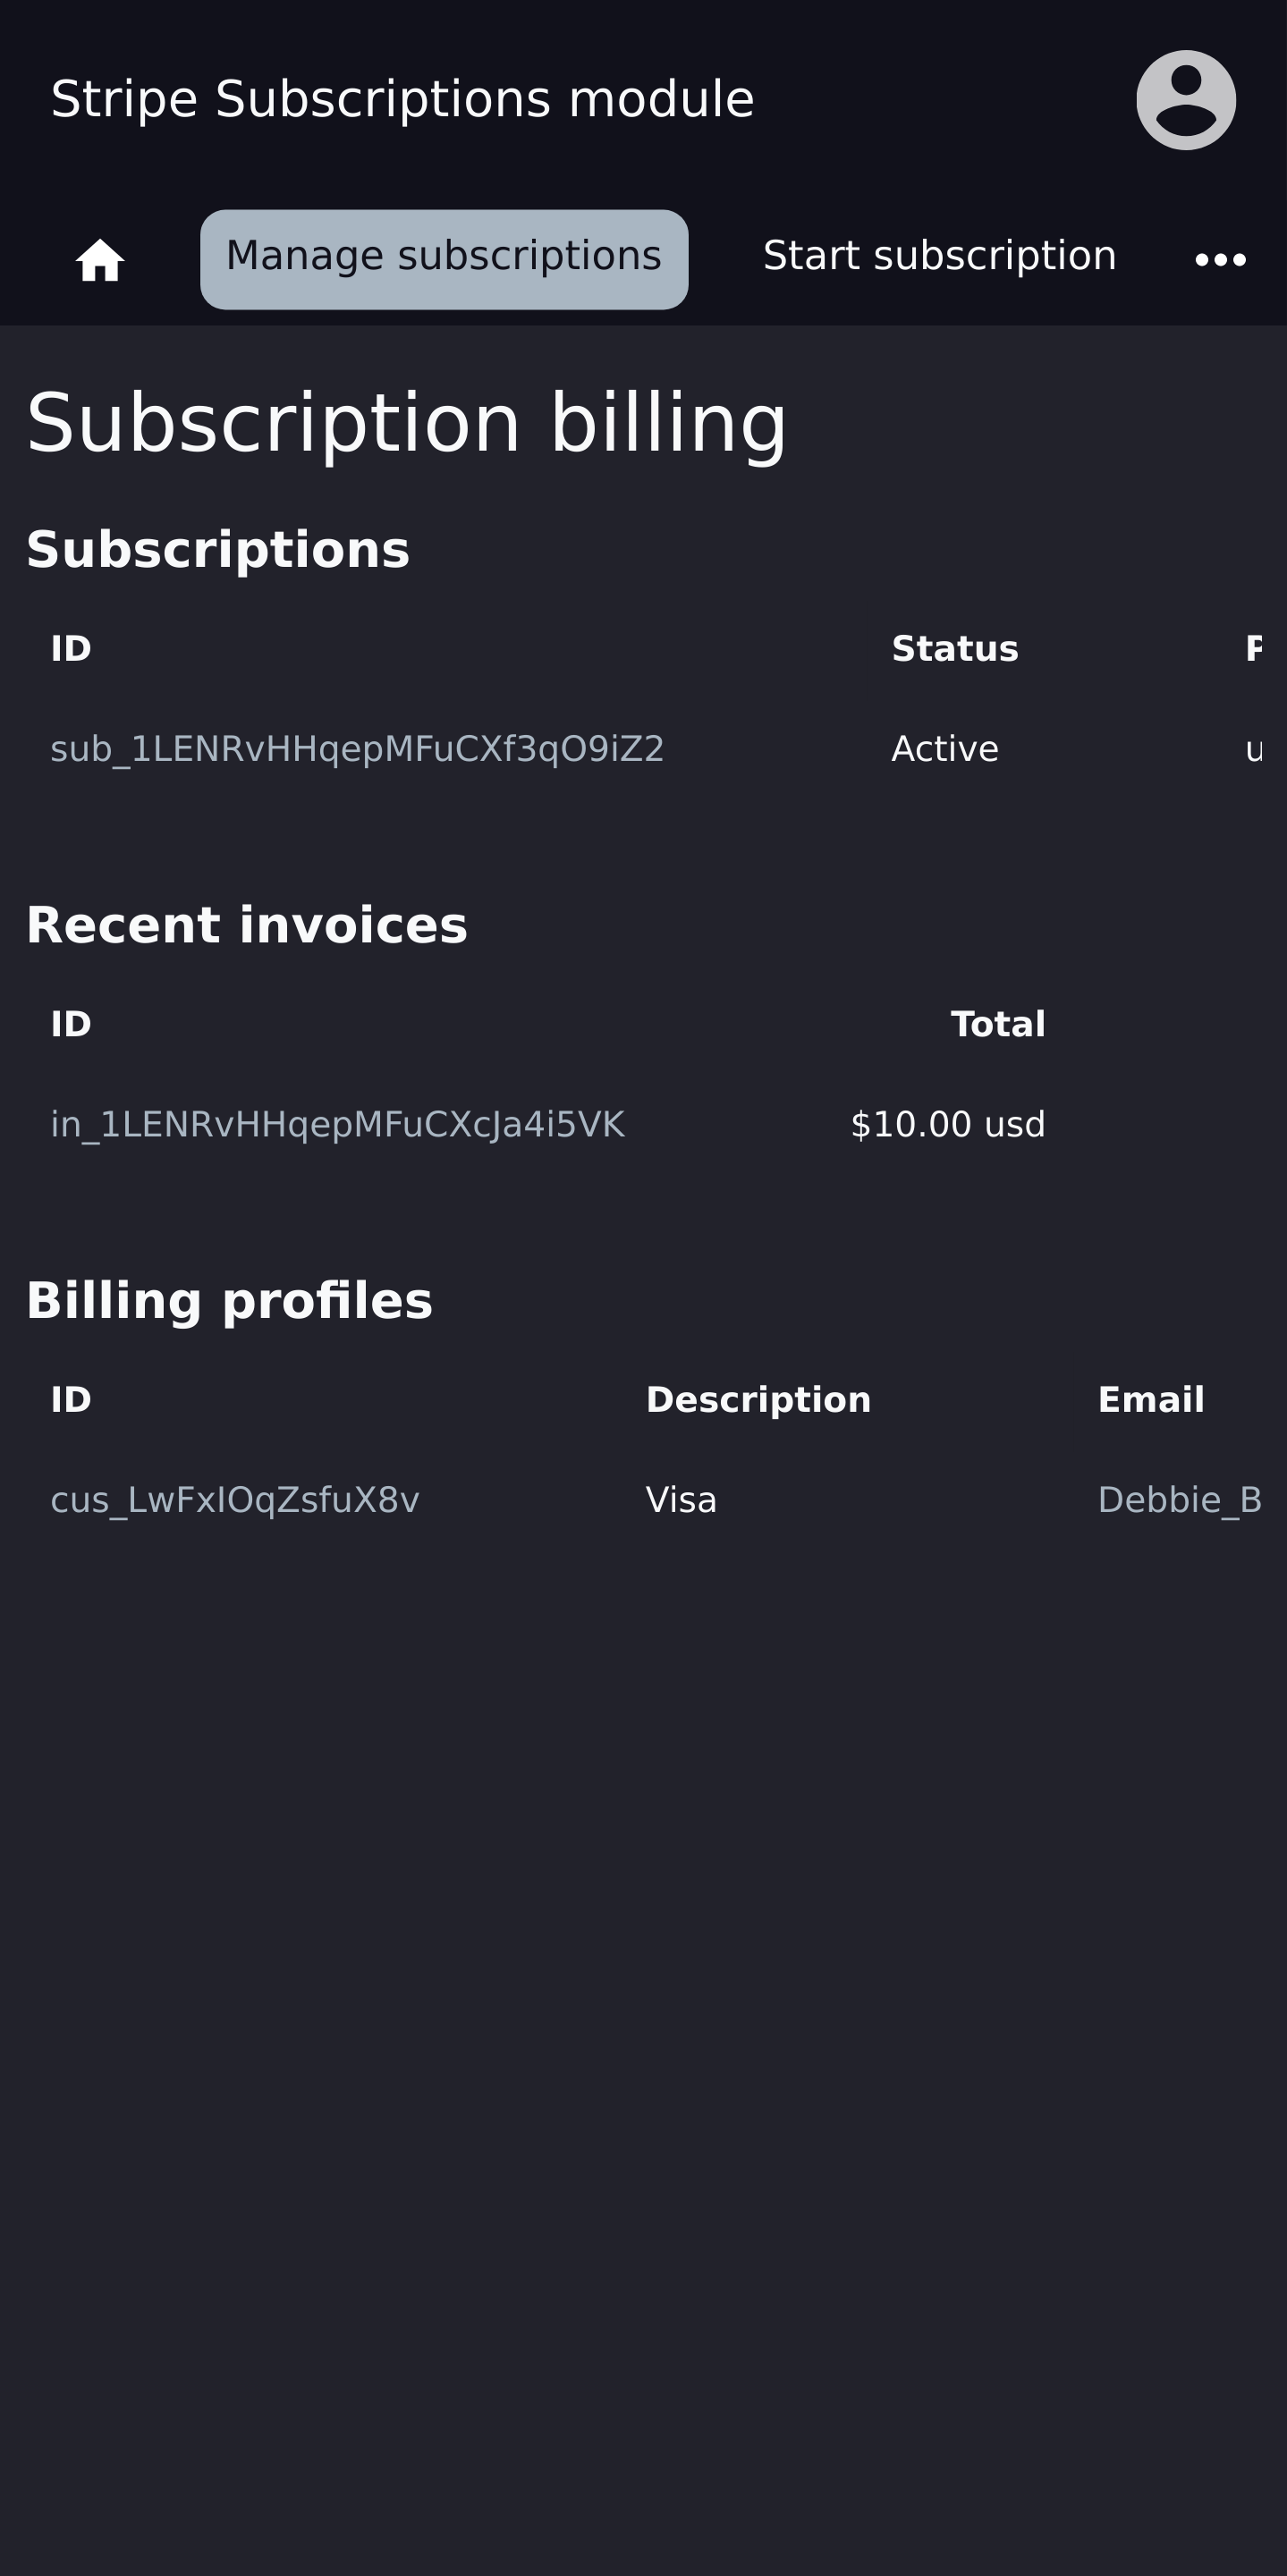 Stripe Subscriptions module
Manage subscriptions Start subscription
Subscription billing
Subscriptions
ID Status P
sub_1LENRvHHqepMFuCXf3qO9iZ2 Active u
Recent invoices
ID Total
in_1LENRvHHqepMFuCXcJa4i5VK $10.00 usd
Billing profiles
ID Description Email
cus_LwFxIOqZsfuX8v Visa Debbie_B